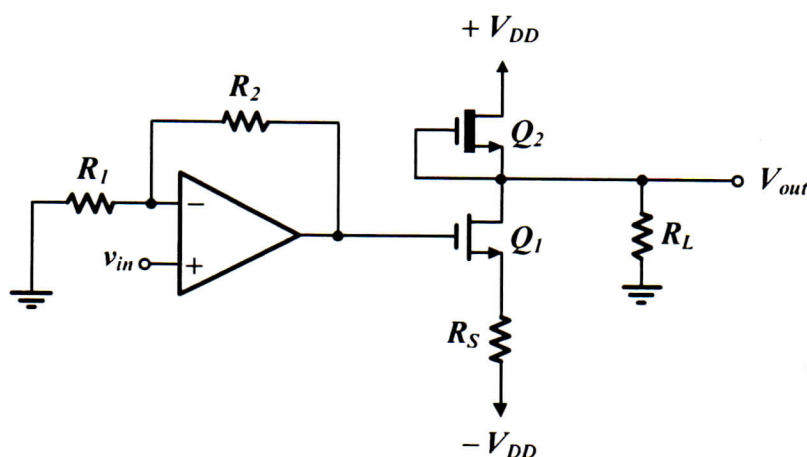 + V_DD
R_2
Q_2
R_1
V_out
−
Q_1
R_L
v_in
+
R_S
− V_DD